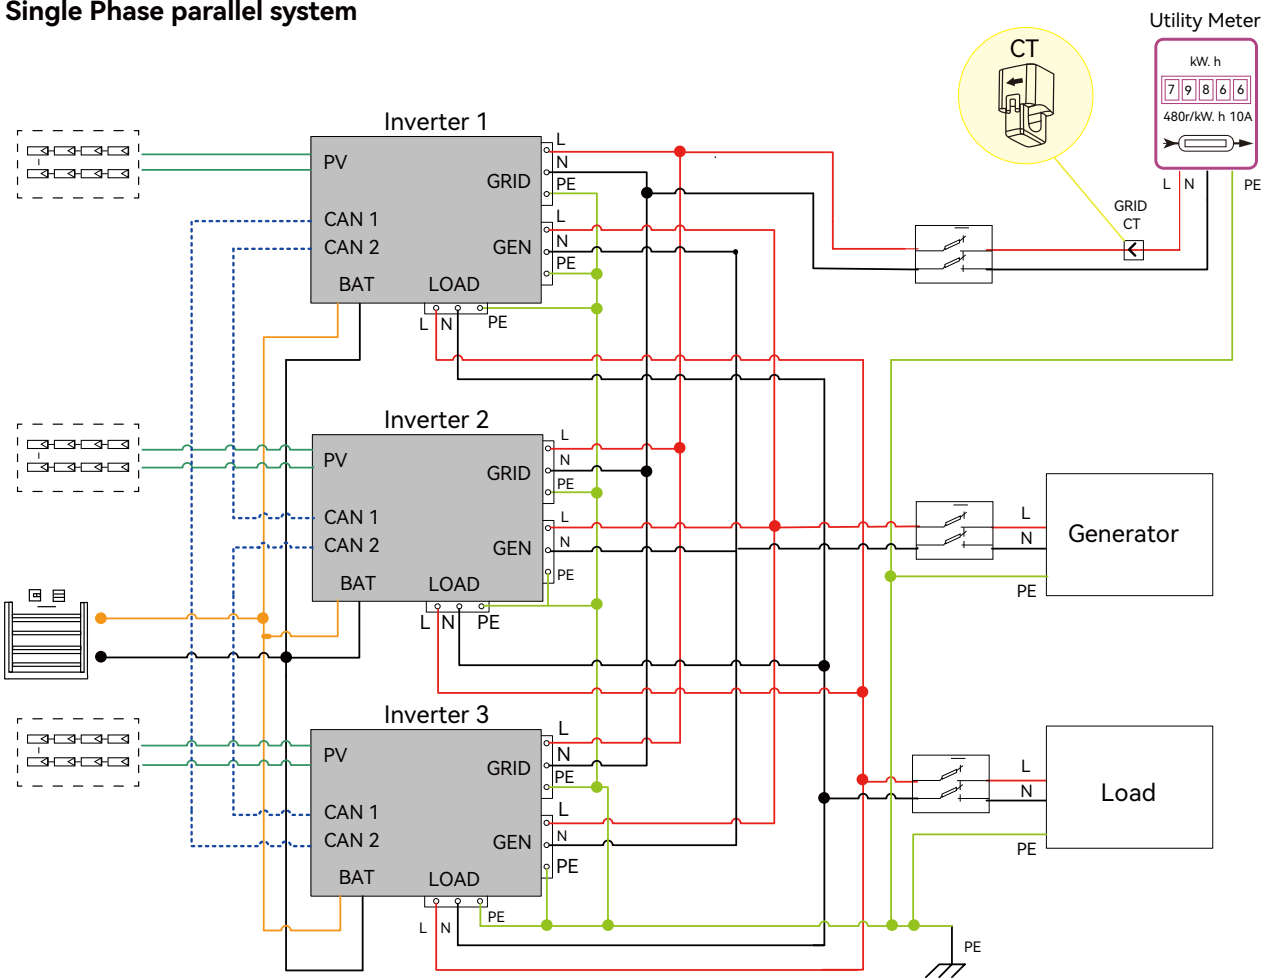 Single Phase parallel system
Utility Meter
CT
kW. h
7 9 8 6 6
480r/kW. h 10A
L N PE
GRID
CT
Inverter 1
PV
CAN 1
CAN 2
BAT
LOAD
GRID
GEN
L
N
PE
L
N
PE
L N PE
Inverter 2
PV
CAN 1
CAN 2
BAT
LOAD
GRID
GEN
L
N
PE
L
N
PE
L N PE
Generator
L
N
PE
Inverter 3
PV
CAN 1
CAN 2
BAT
LOAD
GRID
GEN
L
N
PE
L
N
PE
L N PE
Load
L
N
PE
PE